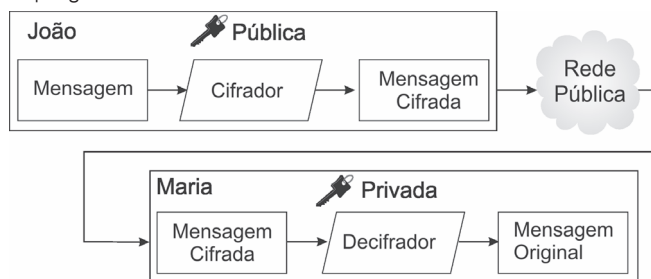 João
Pública
Mensagem
Cifrador
Mensagem
Cifrada
Rede
Pública
Maria
Privada
Mensagem
Cifrada
Decifrador
Mensagem
Original